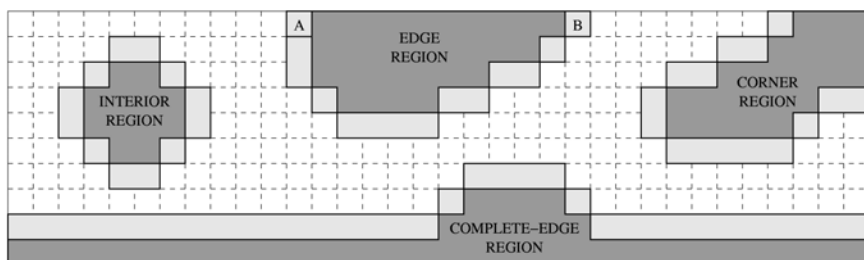 A
B
EDGE
REGION
INTERIOR
REGION
CORNER
REGION
COMPLETE-EDGE
REGION